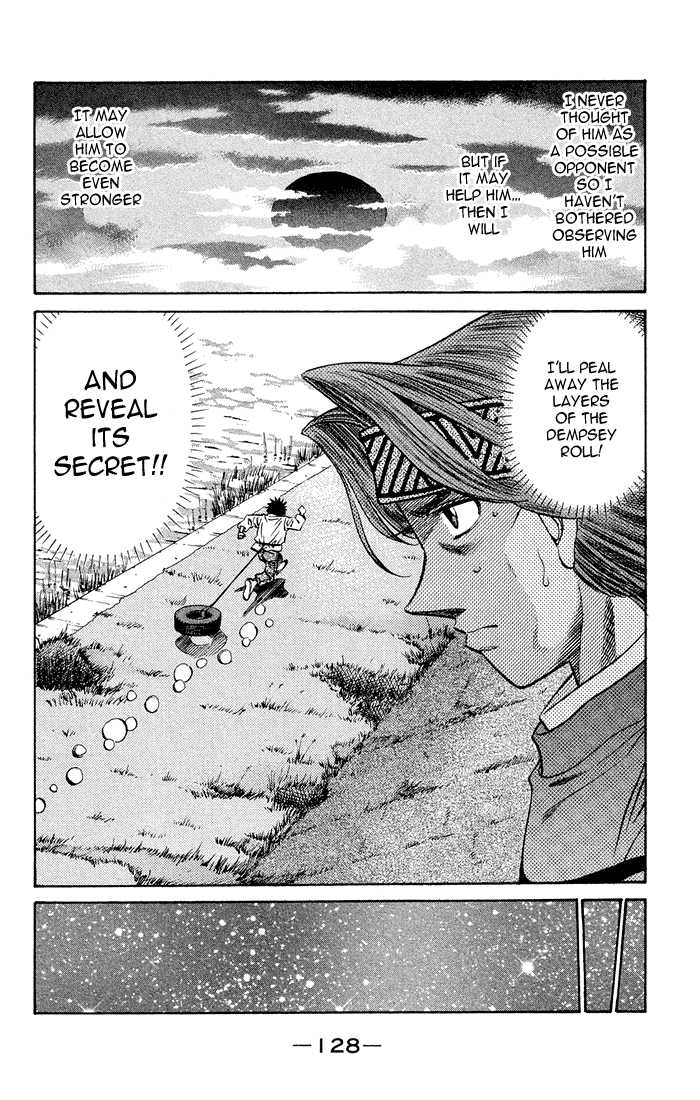 I NEVER
THOUGHT
OF HIM AS
A POSSIBLE
OPPONENT
SO I
HAVEN'T
BOTHERED
OBSERVING
HIM
BUT IF
IT MAY
HELP HIM...
THEN I
WILL
IT MAY
ALLOW
HIM TO
BECOME
EVEN
STRONGER
I'LL PEAL
AWAY THE
LAYERS
OF THE
DEMPSEY
ROLL!
AND
REVEAL
ITS
SECRET!!
—128—